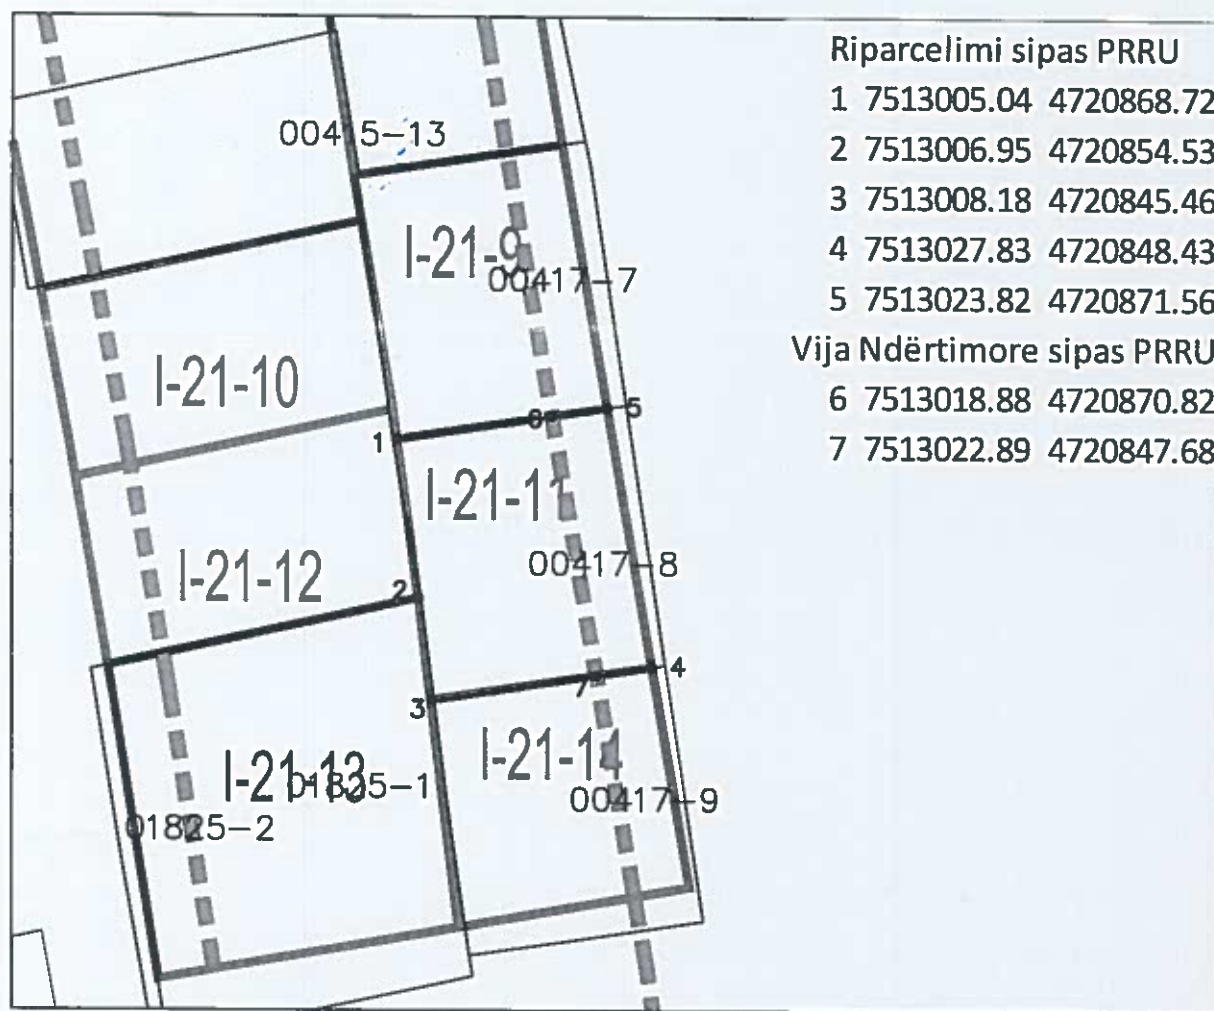 Riparcelimi sipas PRRU
1 7513005.04 4720868.72
2 7513006.95 4720854.53
3 7513008.18 4720845.46
4 7513027.83 4720848.43
5 7513023.82 4720871.56
Vija Ndërtimore sipas PRRU
6 7513018.88 4720870.82
7 7513022.89 4720847.68
I-21-9
00417-7
I-21-10
1
6
5
I-21-11
00417-8
I-21-12
2
3
7
4
I-21-13
01825-2
00417-9